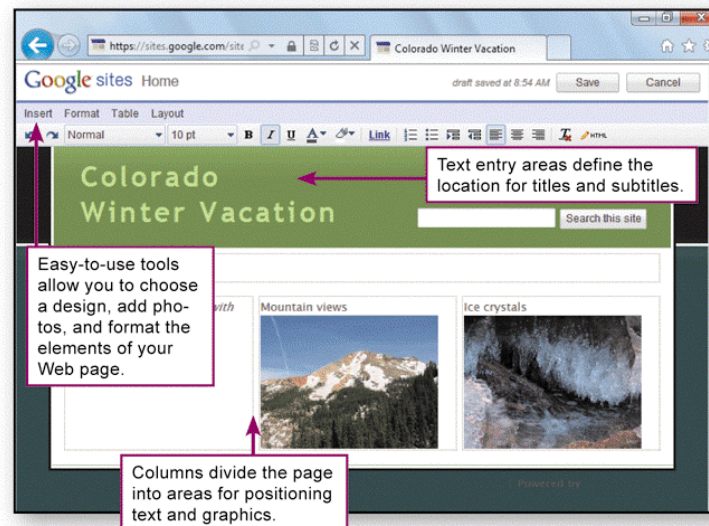 https://sites.google.com/site
Colorado Winter Vacation
Google sites Home
draft saved at 8:54 AM
Save
Cancel
Insert Format Table Layout
Normal
10 pt
B I U A Link
HTML
Text entry areas define the
location for titles and subtitles.
Colorado
Winter Vacation
Search this site
Easy-to-use tools
allow you to choose
a design, add pho-
tos, and format the
elements of your
Web page.
with
Mountain views
Ice crystals
Columns divide the page
into areas for positioning
text and graphics.
Powered by